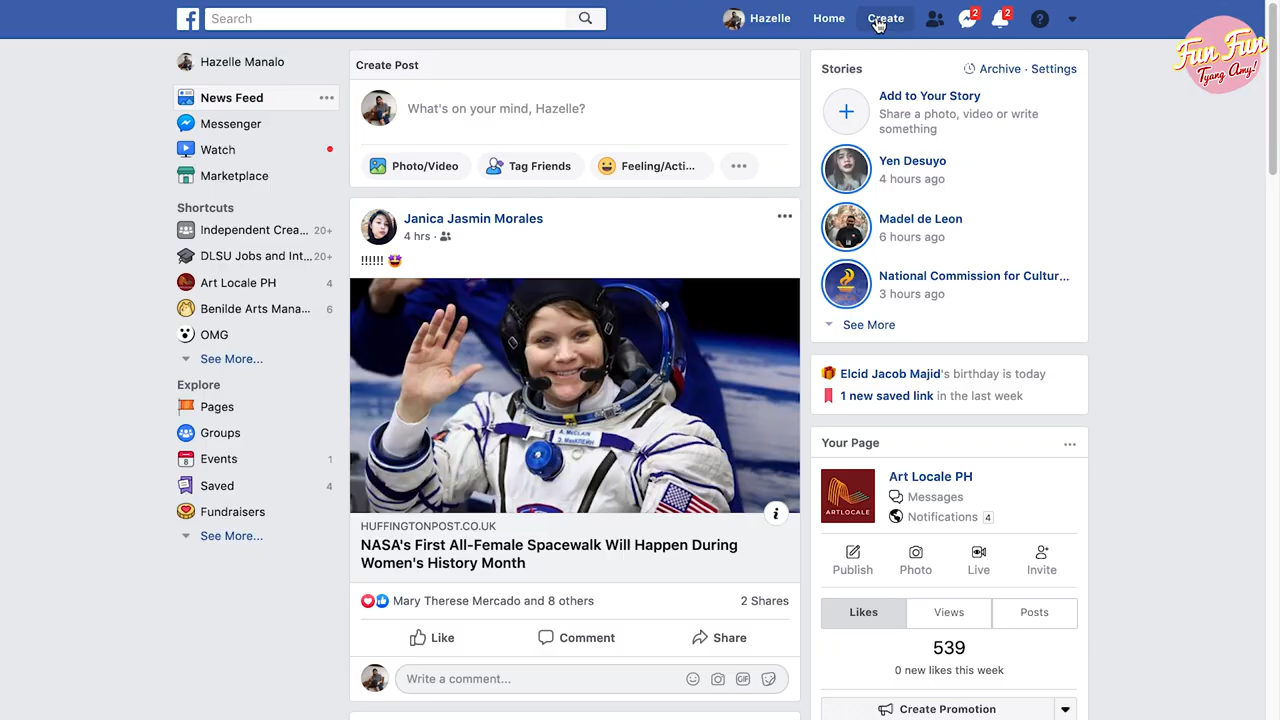 Search
Hazelle
Home
Create
2
2
Fun Fun
Tyang Amy!
Hazelle Manalo
News Feed
Messenger
Watch
Marketplace
Shortcuts
Independent Crea... 20+
DLSU Jobs and Int... 20+
Art Locale PH 4
Benilde Arts Mana... 6
OMG
See More...
Explore
Pages
Groups
Events 1
Saved 4
Fundraisers
See More...
Create Post
What's on your mind, Hazelle?
Photo/Video
Tag Friends
Feeling/Acti...
Janica Jasmin Morales
4 hrs ·
!!!!!! 🤩
A. McCLAIN
HUFFINGTONPOST.CO.UK
NASA's First All-Female Spacewalk Will Happen During
Women's History Month
Mary Therese Mercado and 8 others
2 Shares
Like
Comment
Share
Write a comment...
GIF
Stories
Archive · Settings
Add to Your Story
Share a photo, video or write
something
Yen Desuyo
4 hours ago
Madel de Leon
6 hours ago
National Commission for Cultur...
3 hours ago
See More
Elcid Jacob Majid's birthday is today
1 new saved link in the last week
Your Page
ARTLOCALE
Art Locale PH
Messages
Notifications 4
Publish
Photo
Live
Invite
Likes
Views
Posts
539
0 new likes this week
Create Promotion